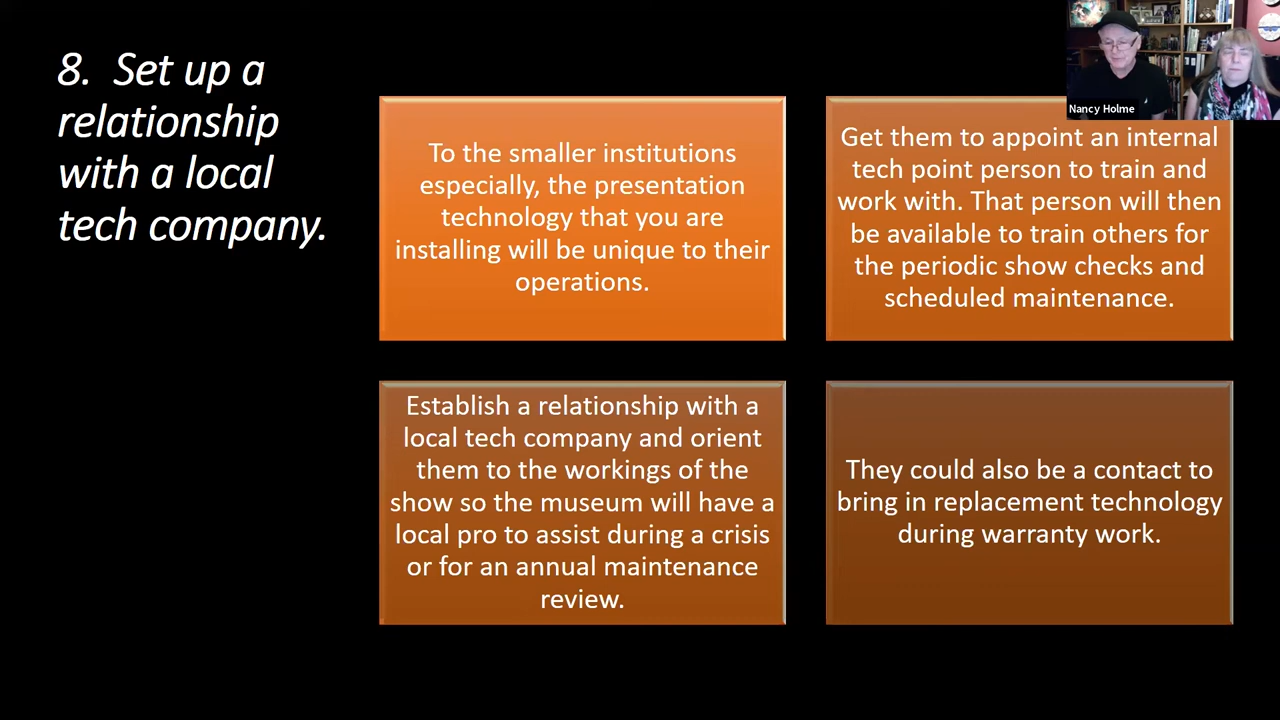 8. Set up a
relationship
with a local
tech company.
To the smaller institutions
especially, the presentation
technology that you are
installing will be unique to their
operations.
Get them to appoint an internal
tech point person to train and
work with. That person will then
be available to train others for
the periodic show checks and
scheduled maintenance.
Establish a relationship with a
local tech company and orient
them to the workings of the
show so the museum will have a
local pro to assist during a crisis
or for an annual maintenance
review.
They could also be a contact to
bring in replacement technology
during warranty work.
Nancy Holme